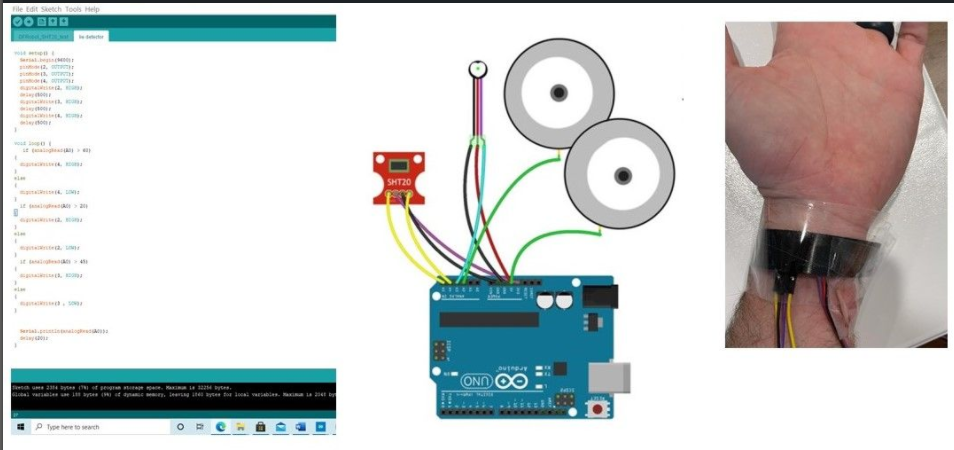 File Edit Sketch Tools Help
DFRobot_SHT20_test
void setup() {
Serial.begin(9600);
pinMode(2, OUTPUT);
pinMode(3, OUTPUT);
pinMode(4, OUTPUT);
digitalWrite(2, HIGH);
delay(500);
digitalWrite(3, HIGH);
delay(500);
digitalWrite(4, HIGH);
delay(500);
}
void loop() {
if (analogRead(A0) > 60)
{
digitalWrite(4, HIGH);
}
else
{
digitalWrite(4, LOW);
}
if (analogRead(A0) > 20)
{
digitalWrite(2, HIGH);
}
else
{
digitalWrite(2, LOW);
}
if (analogRead(A0) > 45)
{
digitalWrite(3, HIGH);
}
else
{
digitalWrite(3 , LOW);
}
Serial.println(analogRead(A0));
delay(20);
}
Sketch uses 2394 bytes (7%) of program storage space. Maximum is 32256 bytes.
Global variables use 188 bytes (9%) of dynamic memory, leaving 1860 bytes for local variables. Maximum is 2048 byt
Type here to search
SHT20
Arduino
UNO